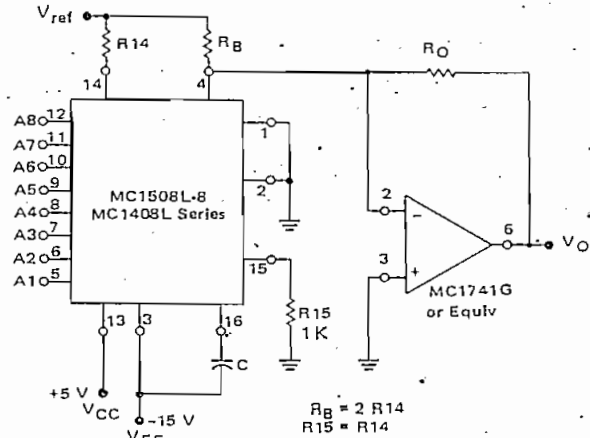 Vref
R14
RB
RO
14
4
1
A8 12
A7 11
A6 10
A5 9
A4 8
A3 7
A2 6
A1 5
MC1508L-8
MC1408L Series
2
15
R15
1K
13
3
16
C
+5 V
VCC
-15 V
VEE
2
3
6
VO
MC1741G
or Equiv
RB = 2 R14
R15 = R14